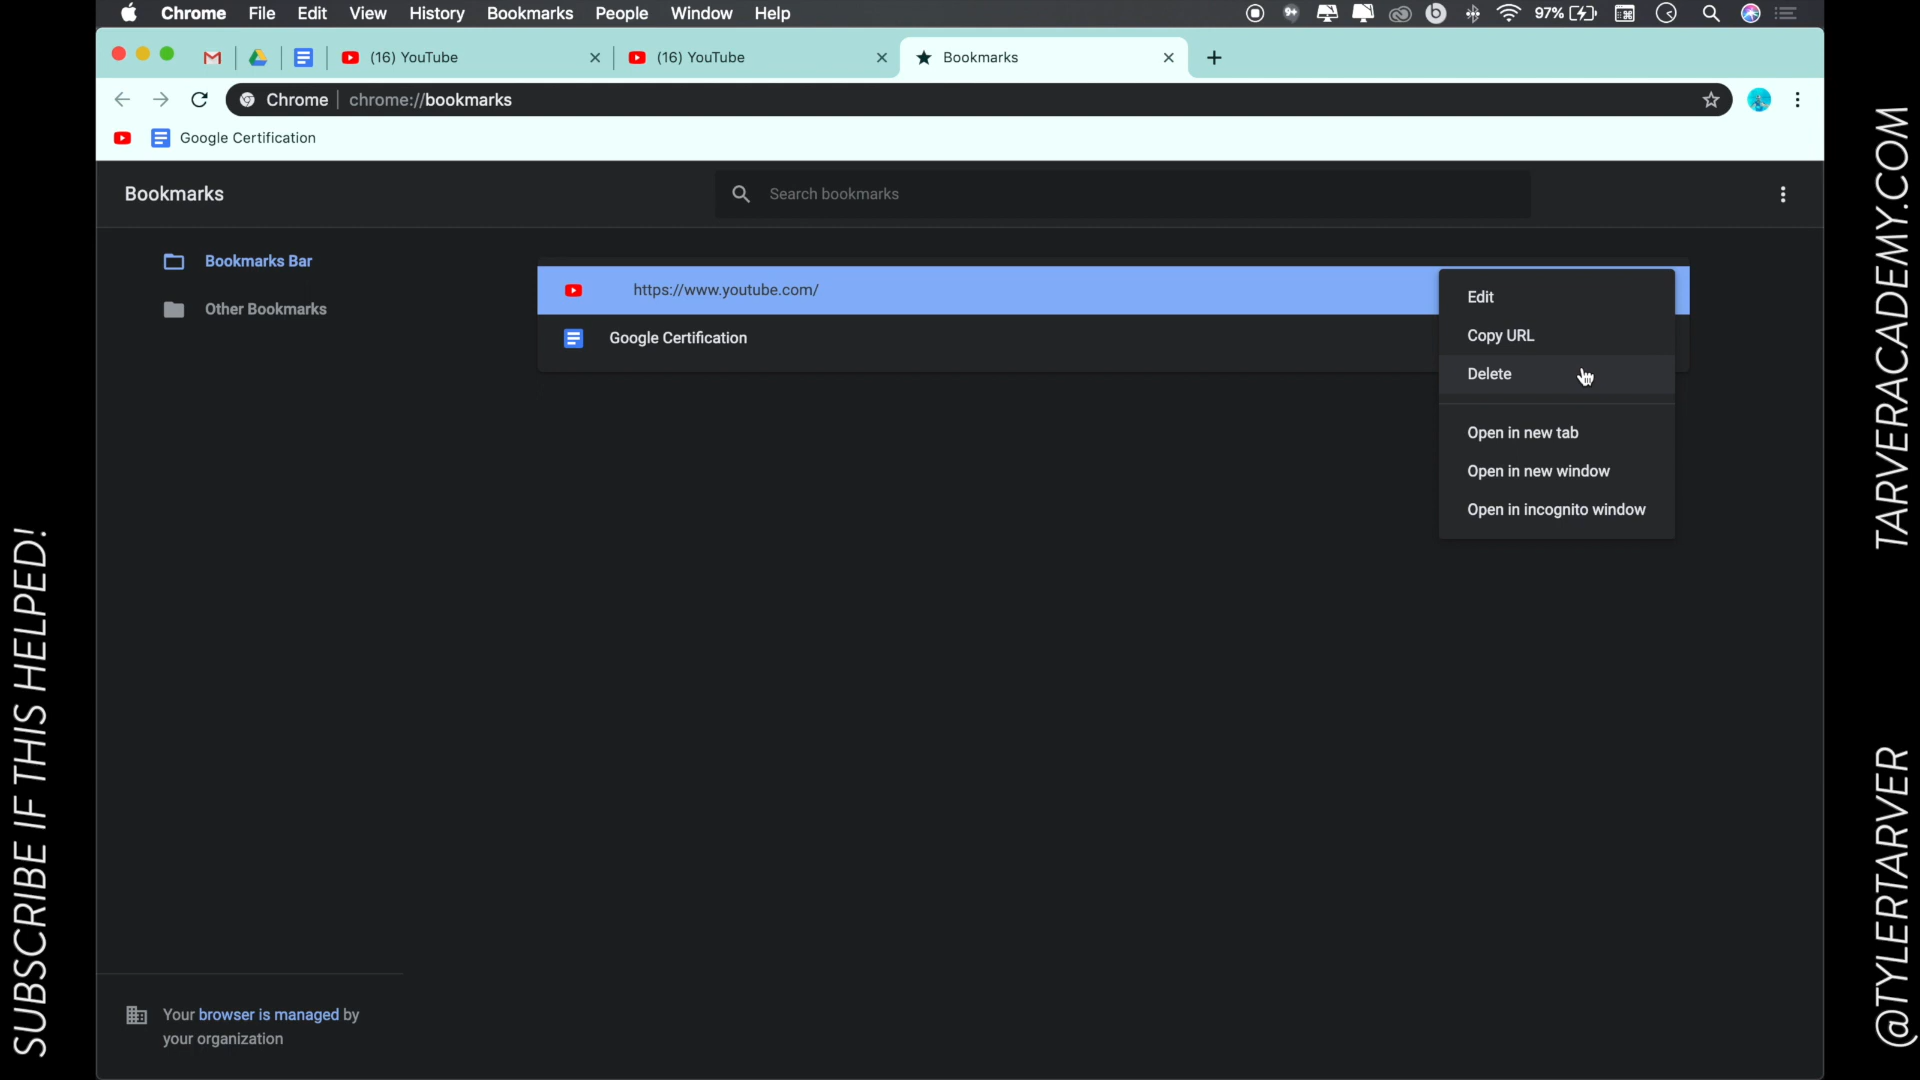 Chrome File Edit View History Bookmarks People Window Help 97%
(16) YouTube (16) YouTube Bookmarks
Chrome chrome://bookmarks
Google Certification
Bookmarks Search bookmarks
Bookmarks Bar
Other Bookmarks
https://www.youtube.com/
Google Certification
Edit
Copy URL
Delete
Open in new tab
Open in new window
Open in incognito window
Your browser is managed by
your organization
SUBSCRIBE IF THIS HELPED!
TARVERACADEMY.COM
@TYLERTARVER